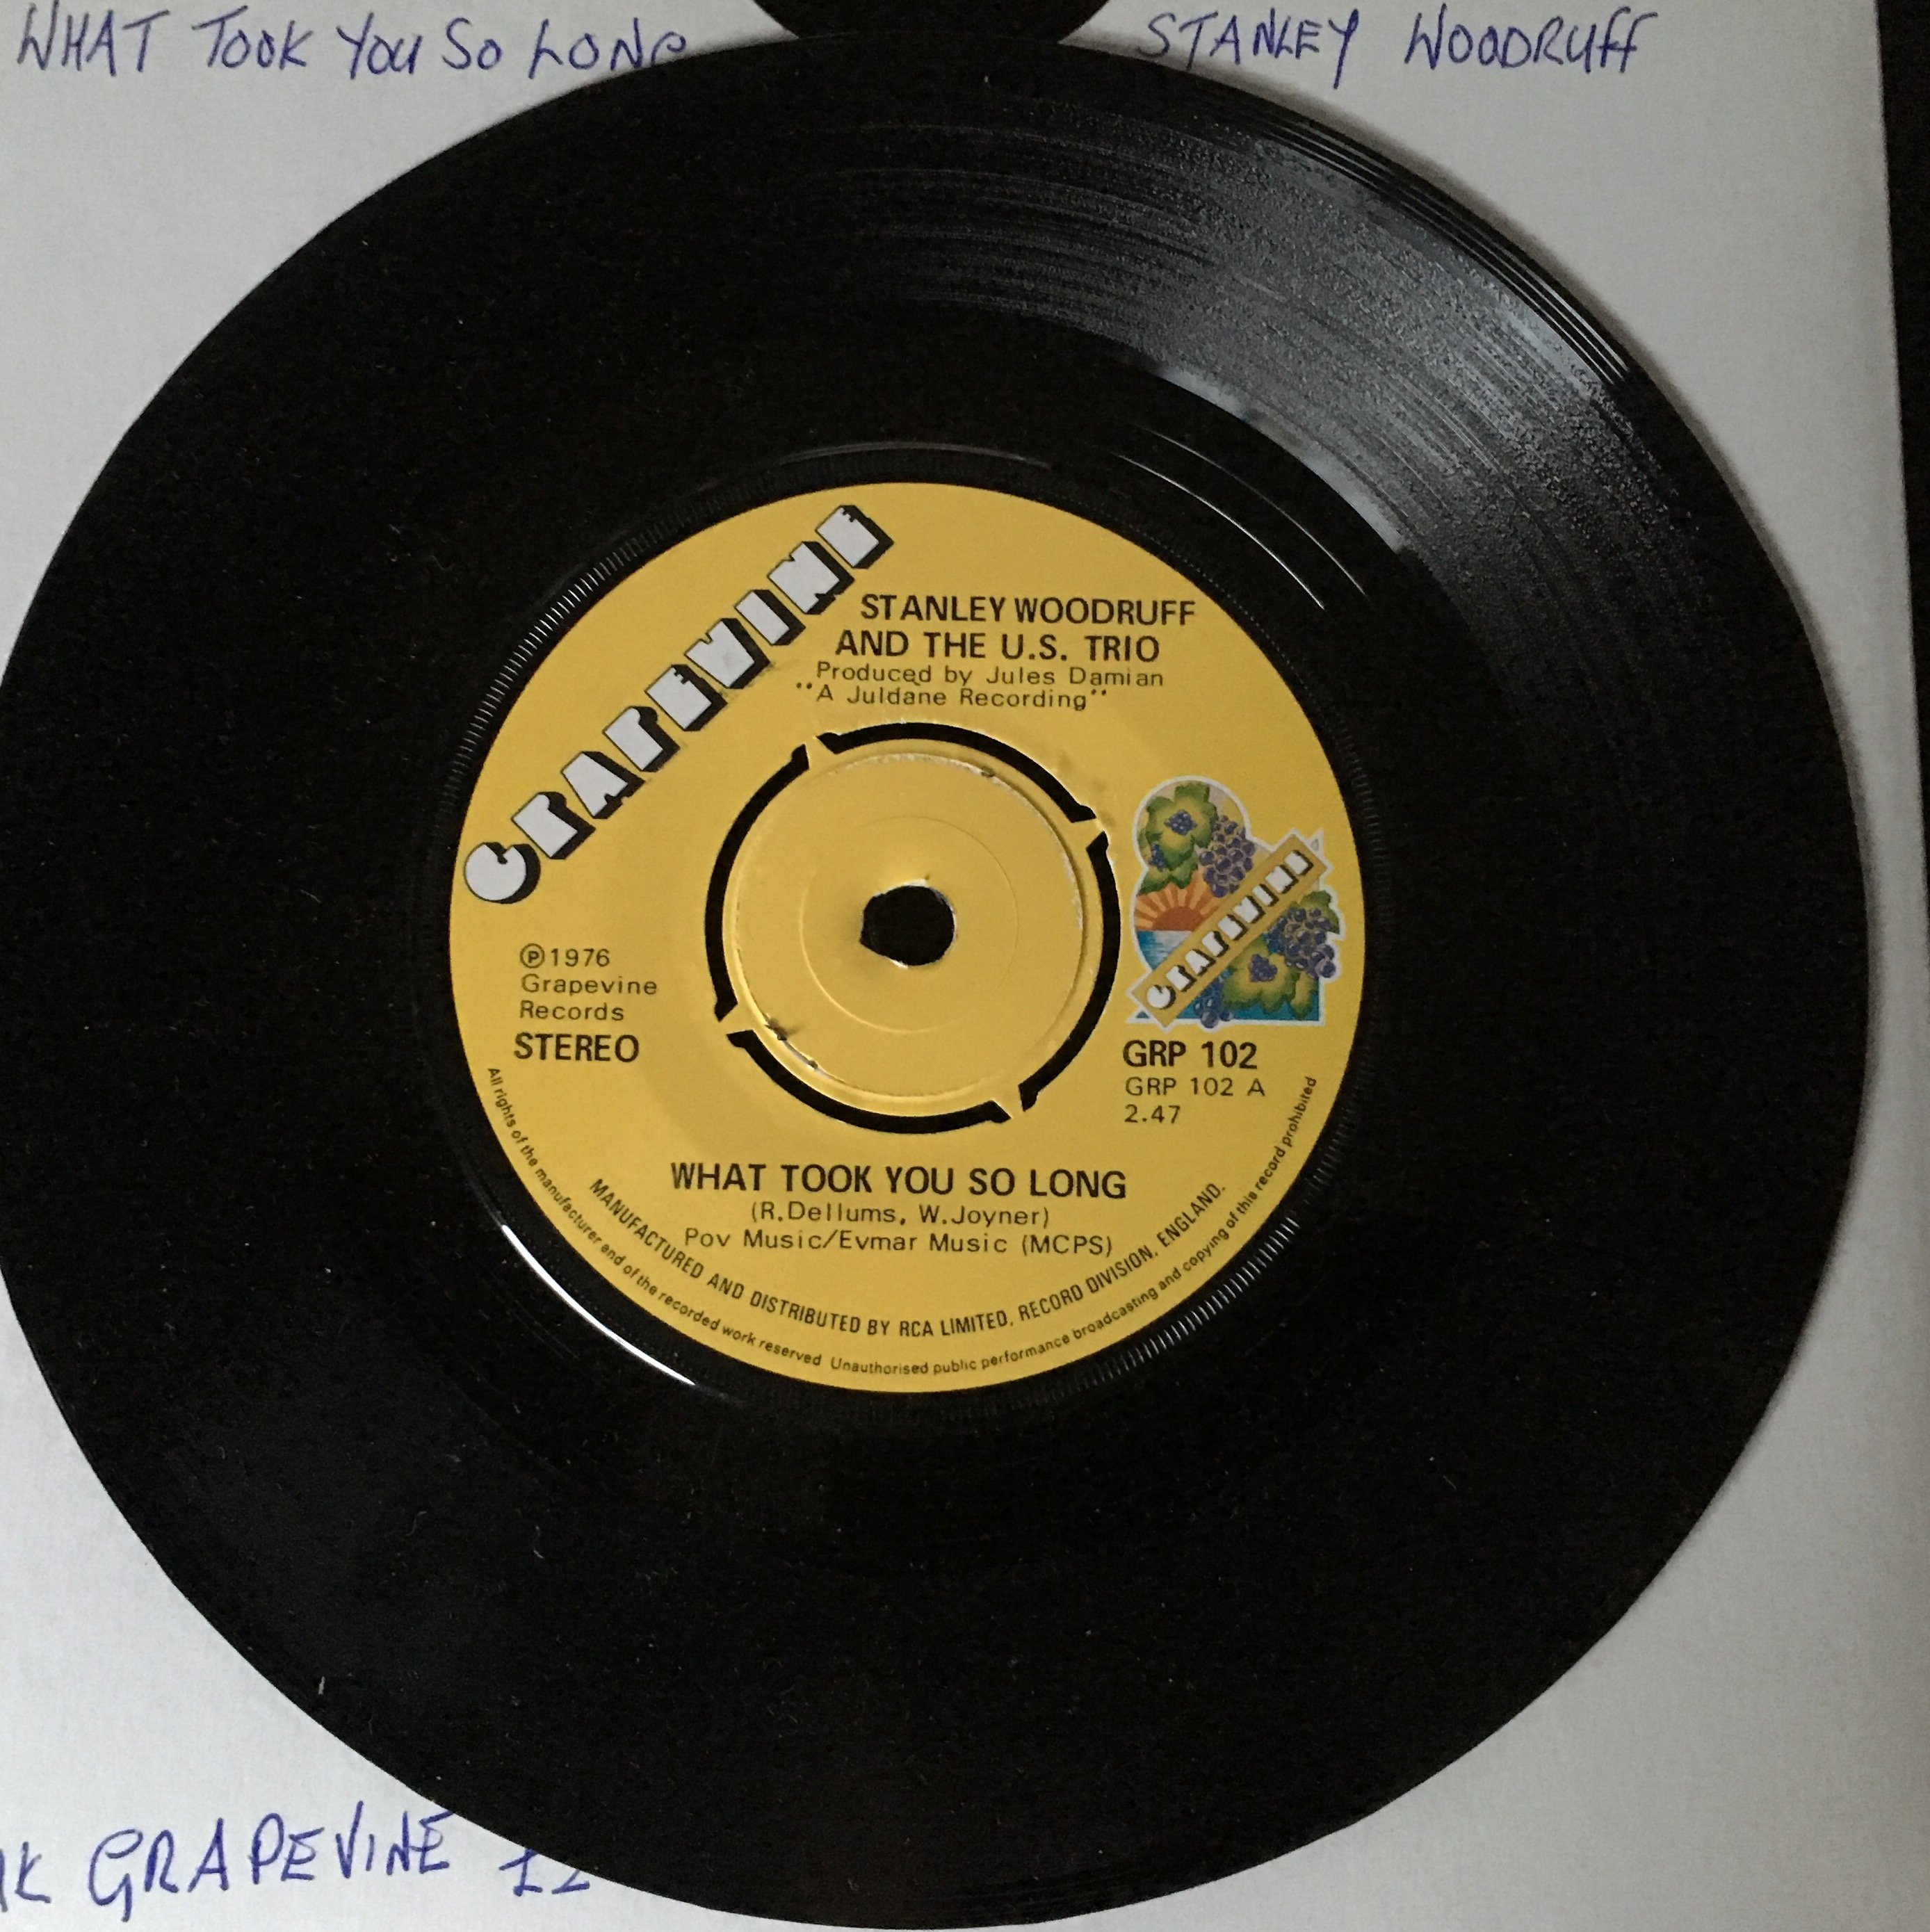 WHAT TOOK YOU SO LONG
STANLEY WOODRUFF
GRAPEVINE
STANLEY WOODRUFF
AND THE U.S. TRIO
Produced by Jules Damian
"A Juldane Recording"
GRAPEVINE
℗1976
Grapevine
Records
STEREO
GRP 102
GRP 102 A
2.47
WHAT TOOK YOU SO LONG
(R.Dellums, W.Joyner)
Pov Music/Evmar Music (MCPS)
MANUFACTURED AND DISTRIBUTED BY RCA LIMITED, RECORD DIVISION, ENGLAND.
All rights of the manufacturer and of the recorded work reserved Unauthorised public performance broadcasting and copying of this record prohibited
GRAPEVINE